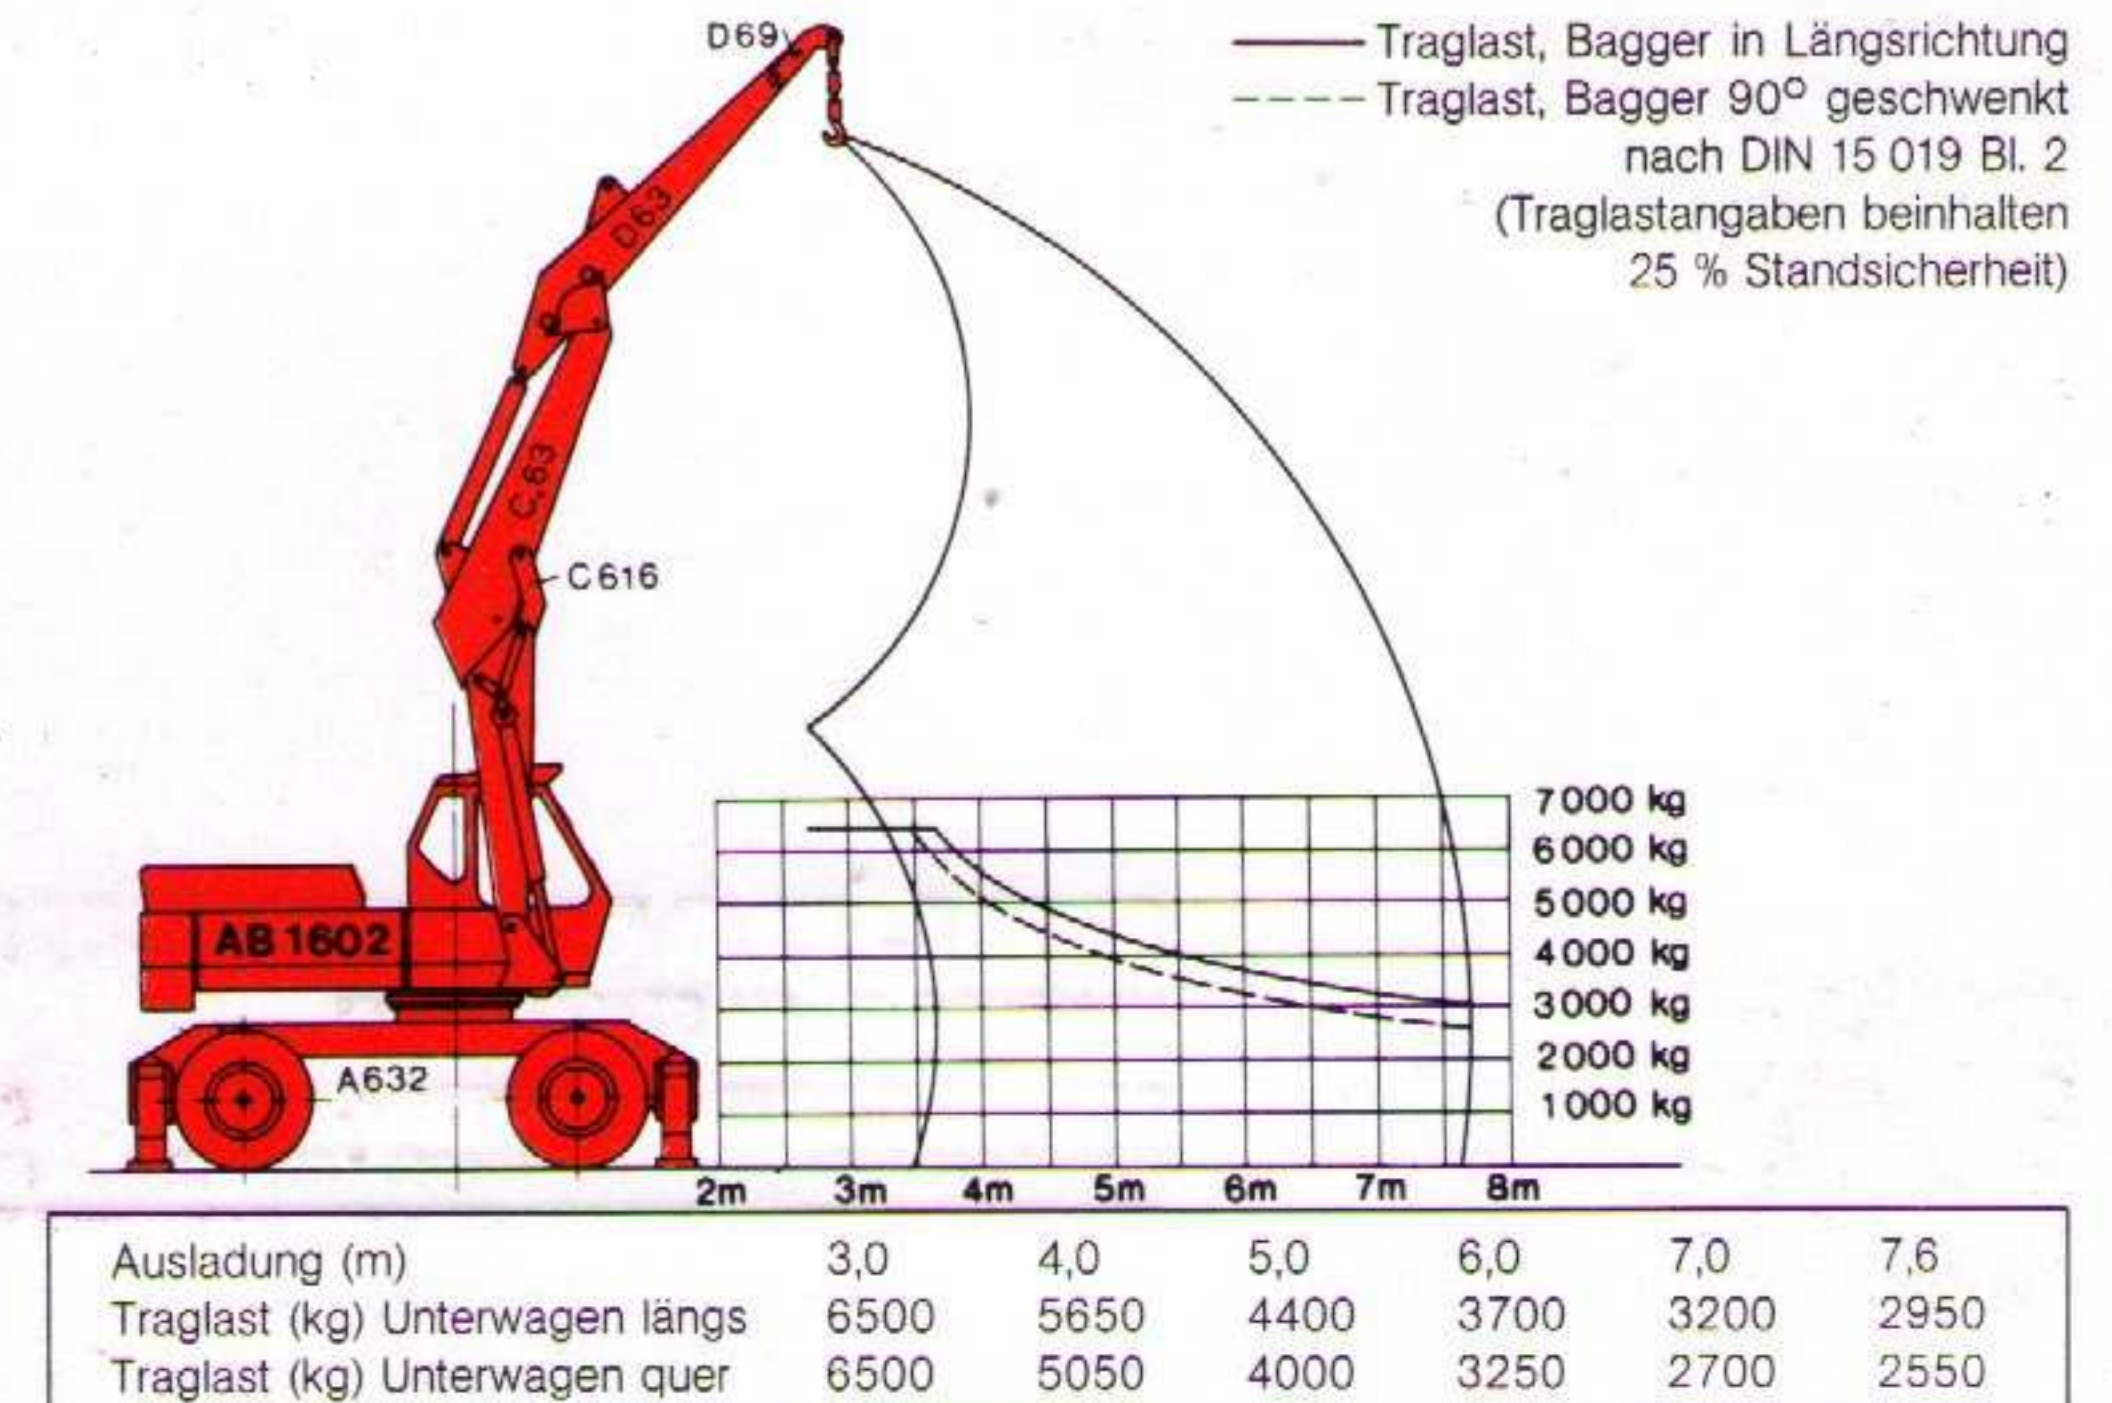 D69
Traglast, Bagger in Längsrichtung
Traglast, Bagger 90° geschwenkt
nach DIN 15 019 Bl. 2
(Traglastangaben beinhalten
25 % Standsicherheit)
D63
C.63
C616
AB 1602
A632
7000 kg
6000 kg
5000 kg
4000 kg
3000 kg
2000 kg
1000 kg
2m 3m 4m 5m 6m 7m 8m
Ausladung (m) 3,0 4,0 5,0 6,0 7,0 7,6
Traglast (kg) Unterwagen längs 6500 5650 4400 3700 3200 2950
Traglast (kg) Unterwagen quer 6500 5050 4000 3250 2700 2550